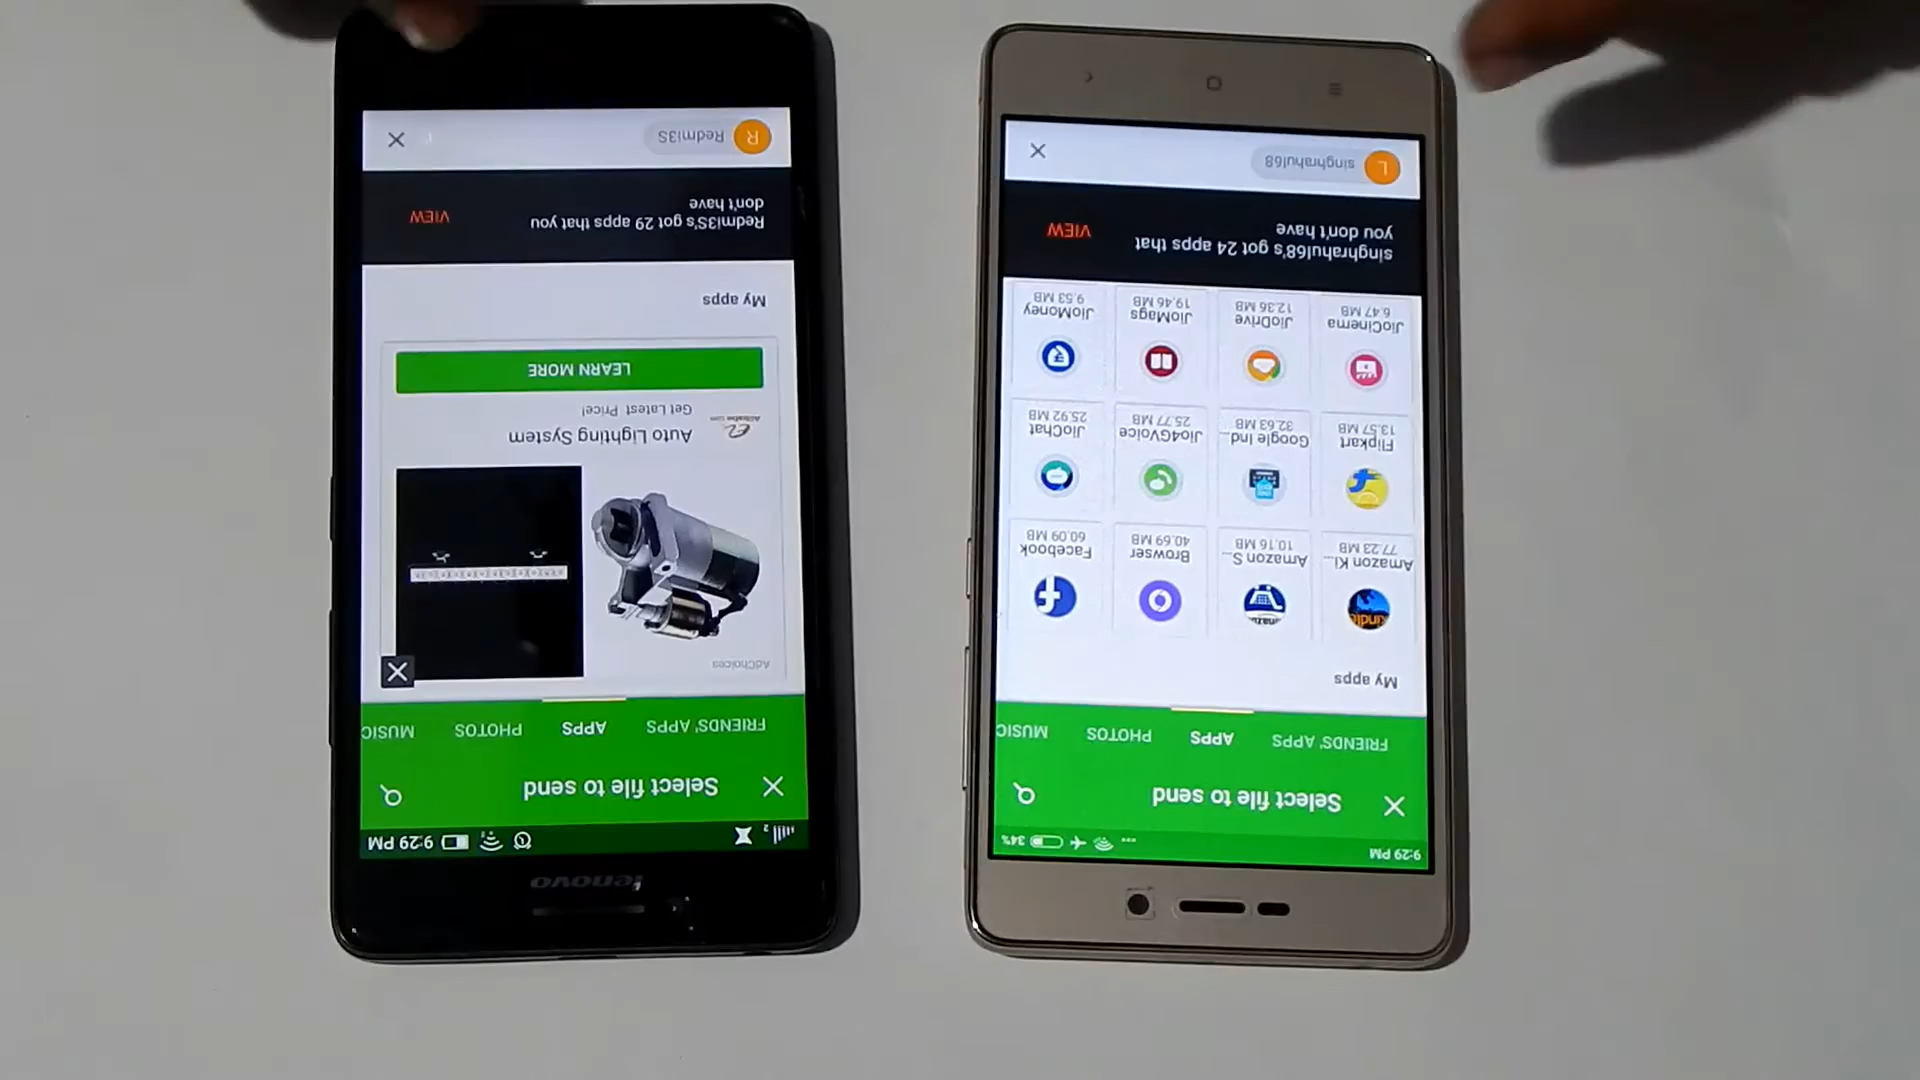 lenovo
2
9:29 PM
Select file to send
FRIENDS' APPS
APPS
PHOTOS
MUSIC
AdChoices
Auto Lighting System
Get Latest Price!
Alibaba.com
LEARN MORE
My apps
Redmi3S's got 29 apps that you
don't have
VIEW
R
Redmi3S
9:29 PM
...
34%
Select file to send
FRIENDS' APPS
APPS
PHOTOS
MUSIC
My apps
kindle
amazon
Amazon Ki...
Amazon S...
Browser
Facebook
77.23 MB
10.16 MB
40.69 MB
60.09 MB
Flipkart
Google Ind...
Jio4GVoice
JioChat
13.57 MB
32.63 MB
25.77 MB
25.92 MB
JioCinema
JioDrive
JioMags
JioMoney
6.47 MB
12.36 MB
19.46 MB
9.53 MB
singhrahul68's got 24 apps that
you don't have
VIEW
L
singhrahul68